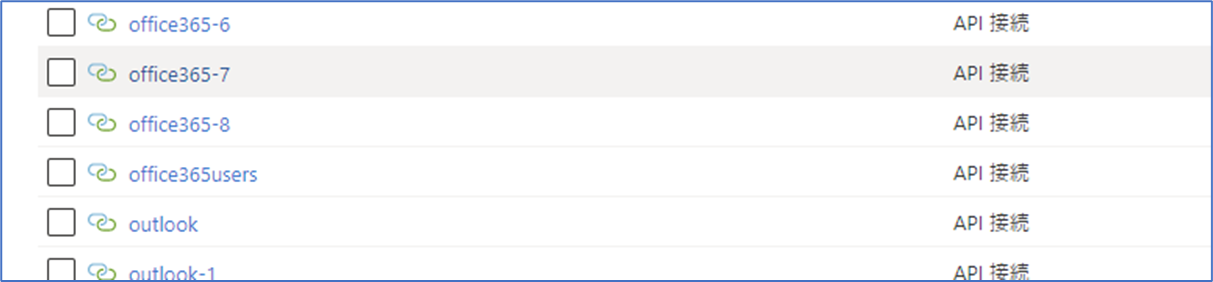 office365-6 API 接続
office365-7 API 接続
office365-8 API 接続
office365users API 接続
outlook API 接続
outlook-1 API 接続